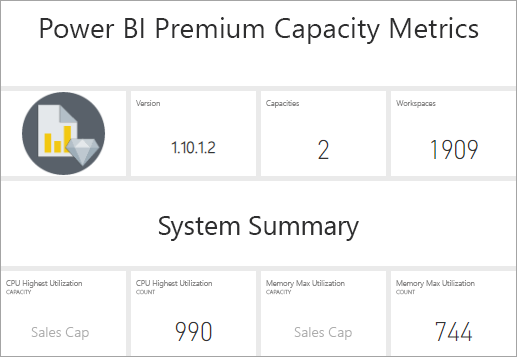 Power BI Premium Capacity Metrics
Version
Capacities
Workspaces
1.10.1.2
2
1909
System Summary
CPU Highest Utilization
CAPACITY
CPU Highest Utilization
COUNT
Memory Max Utilization
CAPACITY
Memory Max Utilization
COUNT
Sales Cap
990
Sales Cap
744